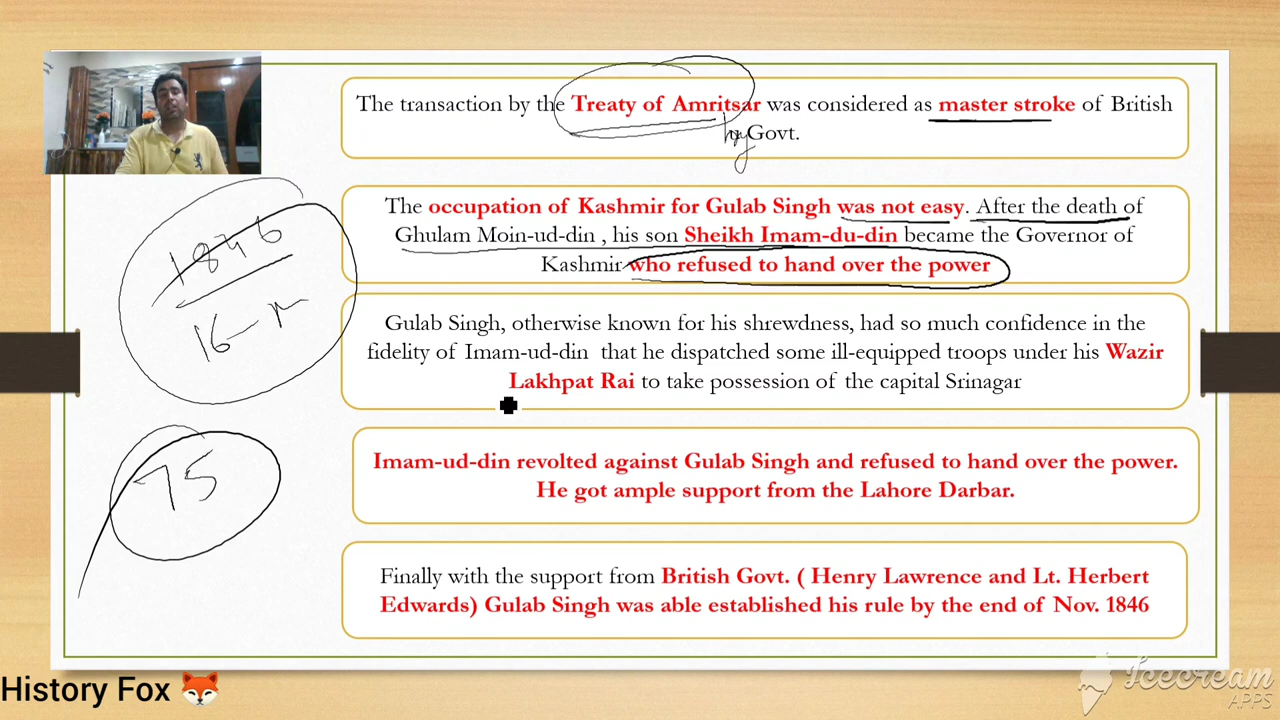 The transaction by the Treaty of Amritsar was considered as master stroke of British
by Govt.
The occupation of Kashmir for Gulab Singh was not easy. After the death of
Ghulam Moin-ud-din , his son Sheikh Imam-du-din became the Governor of
Kashmir who refused to hand over the power
1846
16-
Gulab Singh, otherwise known for his shrewdness, had so much confidence in the
fidelity of Imam-ud-din that he dispatched some ill-equipped troops under his Wazir
Lakhpat Rai to take possession of the capital Srinagar
75
Imam-ud-din revolted against Gulab Singh and refused to hand over the power.
He got ample support from the Lahore Darbar.
Finally with the support from British Govt. ( Henry Lawrence and Lt. Herbert
Edwards) Gulab Singh was able established his rule by the end of Nov. 1846
History Fox
Icecream
APPS